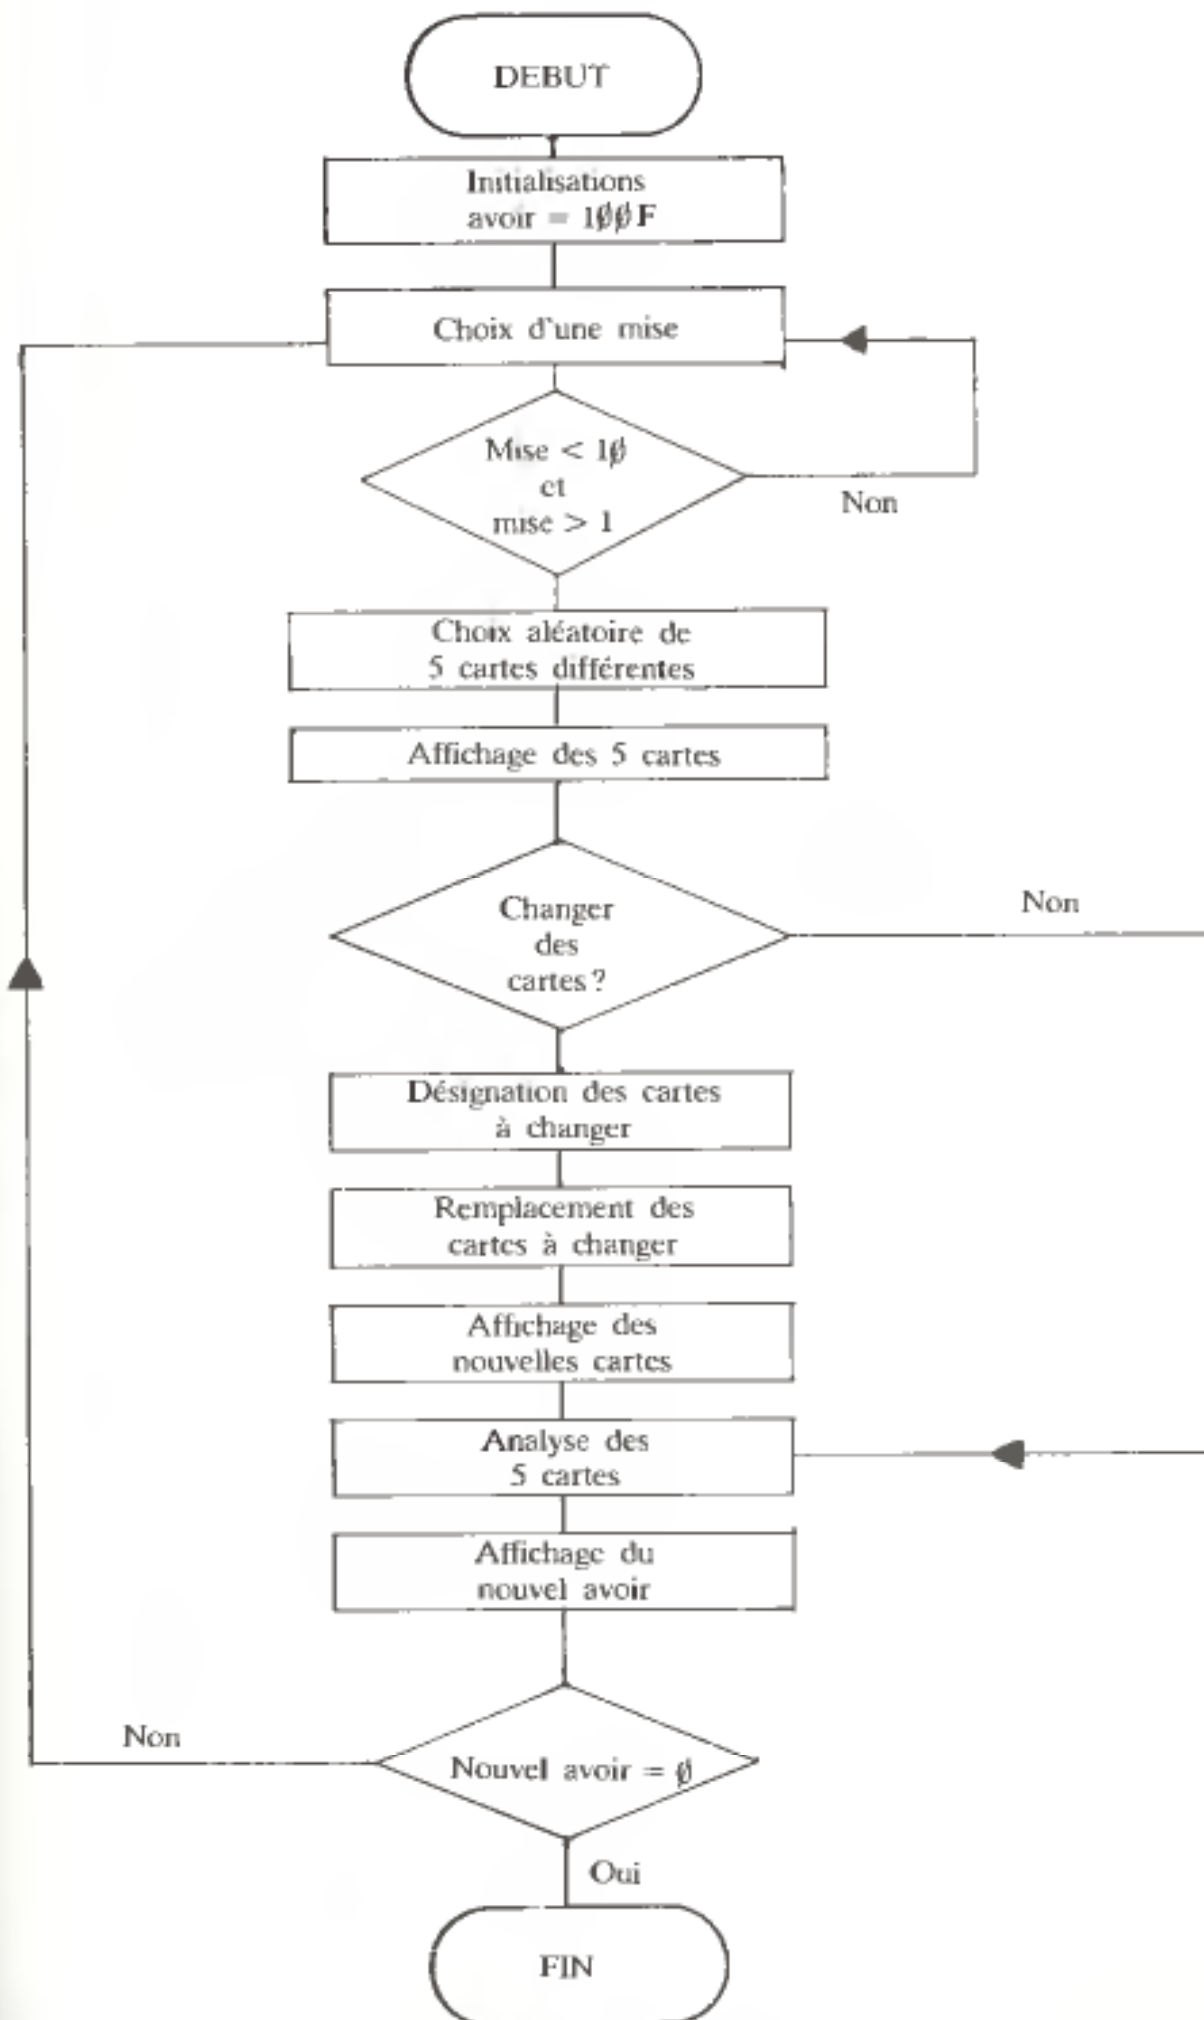 DEBUT
Initialisations
avoir = 1ØØ F
Choix d'une mise
Mise < 1Ø
et
mise > 1
Non
Choix aléatoire de
5 cartes différentes
Affichage des 5 cartes
Changer
des
cartes ?
Non
Désignation des cartes
à changer
Remplacement des
cartes à changer
Affichage des
nouvelles cartes
Analyse des
5 cartes
Affichage du
nouvel avoir
Non
Nouvel avoir = Ø
Oui
FIN